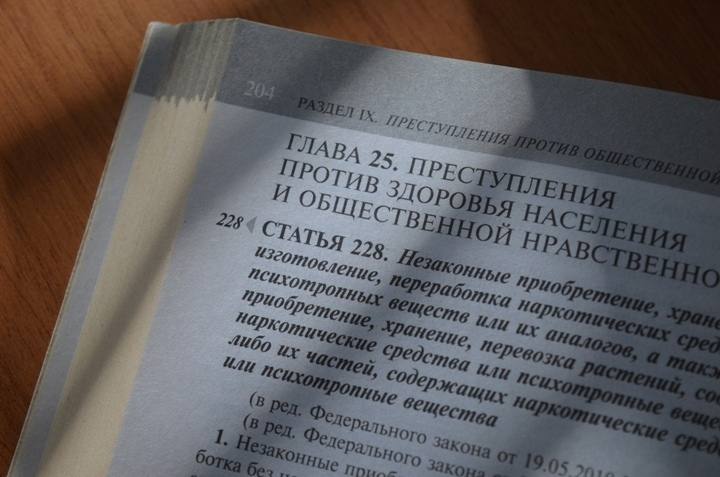 204
РАЗДЕЛ IX. ПРЕСТУПЛЕНИЯ ПРОТИВ ОБЩЕСТВЕННОЙ
ГЛАВА 25. ПРЕСТУПЛЕНИЯ
ПРОТИВ ЗДОРОВЬЯ НАСЕЛЕНИЯ
И ОБЩЕСТВЕННОЙ НРАВСТВЕННО
228 СТАТЬЯ 228. Незаконные приобретение, хране
изготовление, переработка наркотических сред
психотропных веществ или их аналогов, а такж
приобретение, хранение, перевозка растений, со
наркотические средства или психотропные веще
либо их частей, содержащих наркотические сред
или психотропные вещества
(в ред. Федерального закона
(в ред. Федерального закона от 19.05.2010
1. Незаконные приоб
ботка без